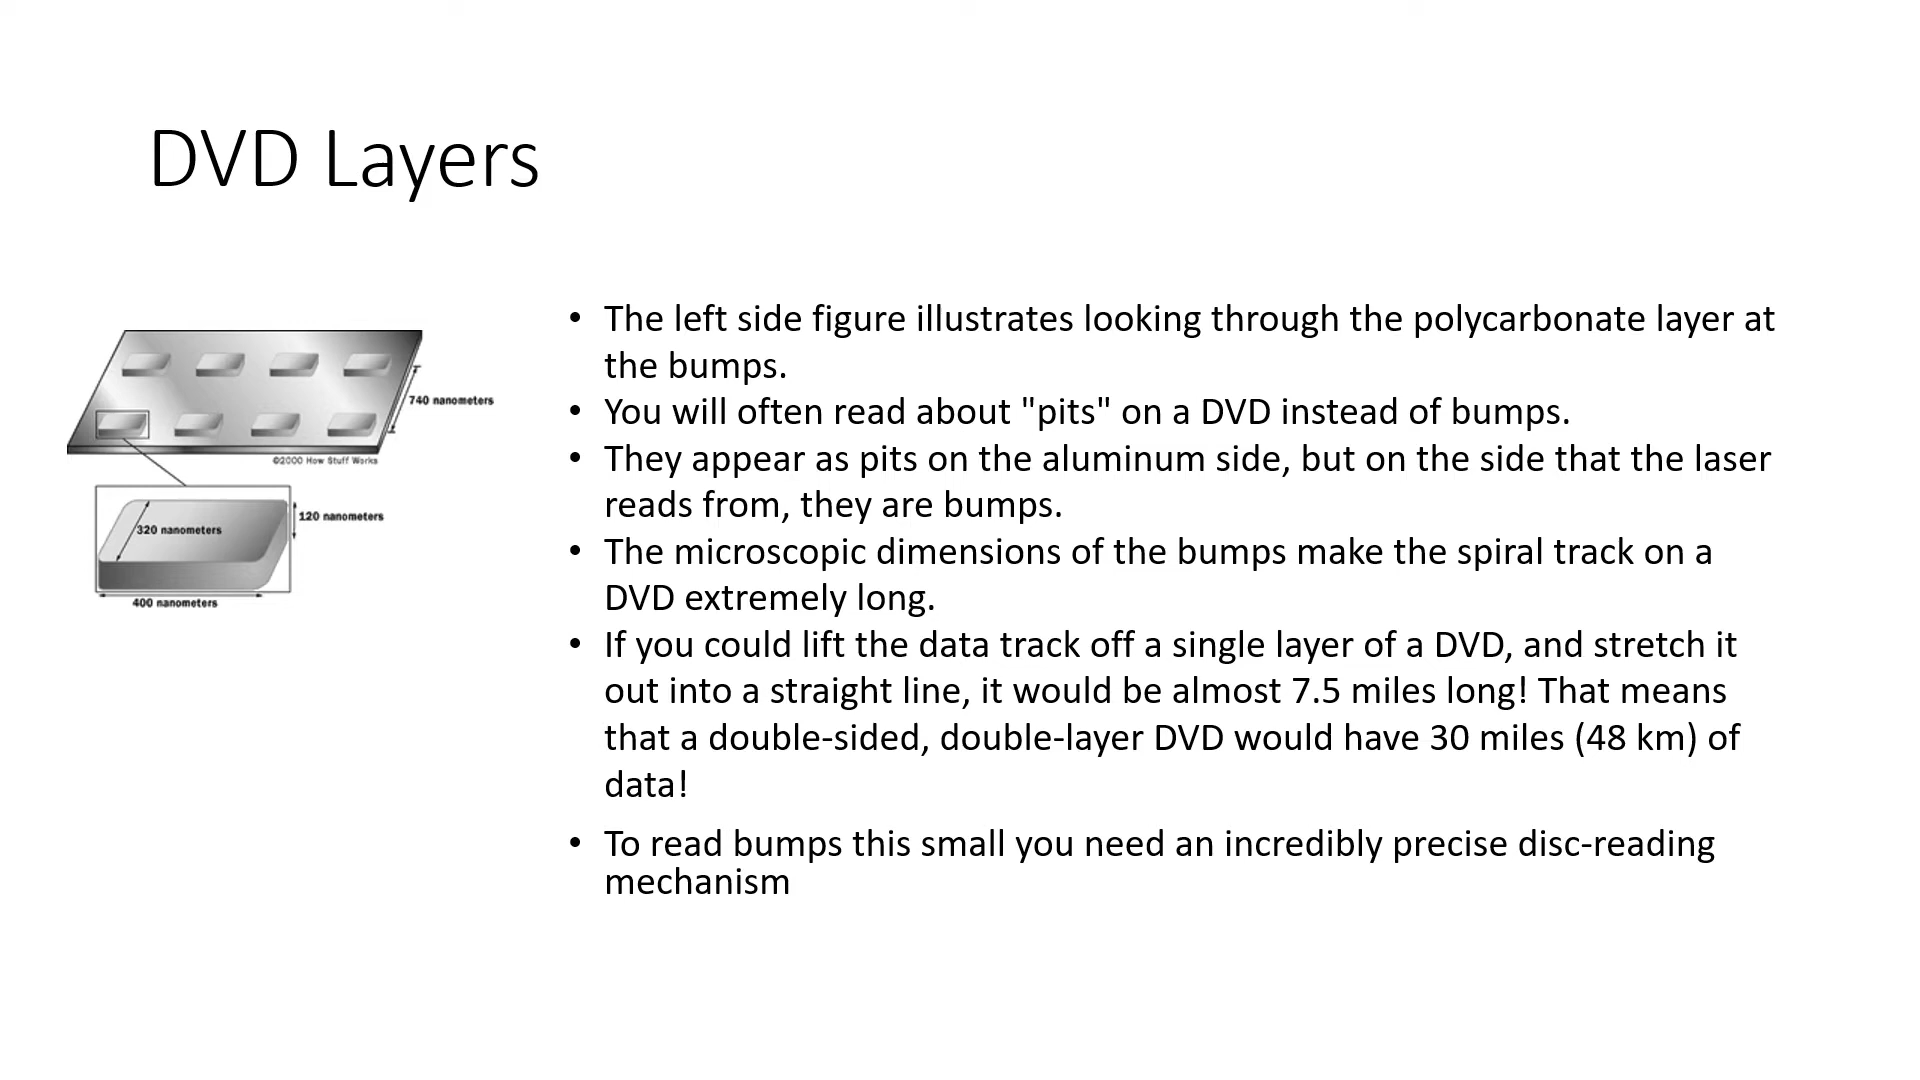 DVD Layers
740 nanometers
©2000 How Stuff Works
320 nanometers
120 nanometers
400 nanometers
• The left side figure illustrates looking through the polycarbonate layer at
the bumps.
• You will often read about "pits" on a DVD instead of bumps.
• They appear as pits on the aluminum side, but on the side that the laser
reads from, they are bumps.
• The microscopic dimensions of the bumps make the spiral track on a
DVD extremely long.
• If you could lift the data track off a single layer of a DVD, and stretch it
out into a straight line, it would be almost 7.5 miles long! That means
that a double-sided, double-layer DVD would have 30 miles (48 km) of
data!
• To read bumps this small you need an incredibly precise disc-reading
mechanism